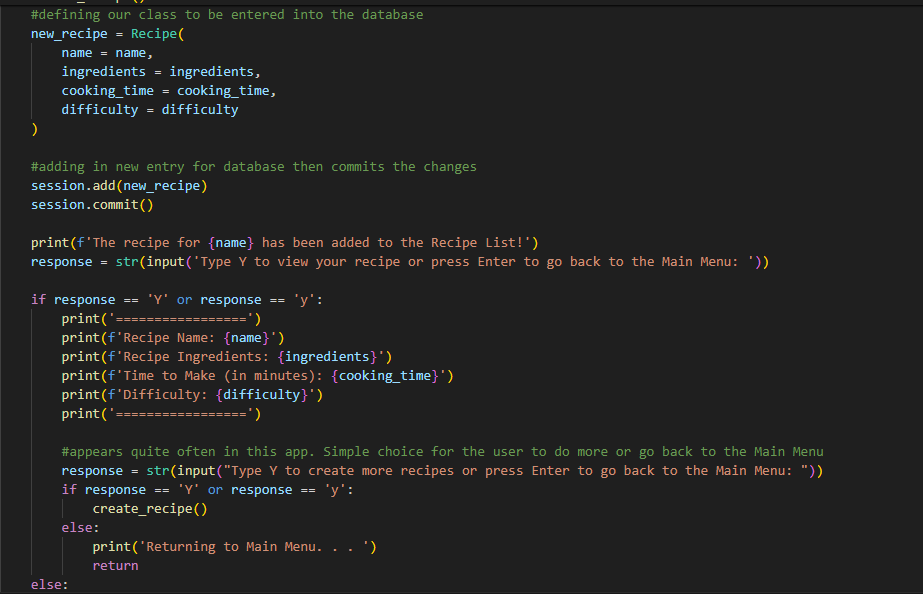 #defining our class to be entered into the database
new_recipe = Recipe(
    name = name,
    ingredients = ingredients,
    cooking_time = cooking_time,
    difficulty = difficulty
)

#adding in new entry for database then commits the changes
session.add(new_recipe)
session.commit()

print(f'The recipe for {name} has been added to the Recipe List!')
response = str(input('Type Y to view your recipe or press Enter to go back to the Main Menu: '))

if response == 'Y' or response == 'y':
    print('=================')
    print(f'Recipe Name: {name}')
    print(f'Recipe Ingredients: {ingredients}')
    print(f'Time to Make (in minutes): {cooking_time}')
    print(f'Difficulty: {difficulty}')
    print('=================')

    #appears quite often in this app. Simple choice for the user to do more or go back to the Main Menu
    response = str(input("Type Y to create more recipes or press Enter to go back to the Main Menu: "))
    if response == 'Y' or response == 'y':
        create_recipe()
    else:
        print('Returning to Main Menu. . . ')
        return
else: